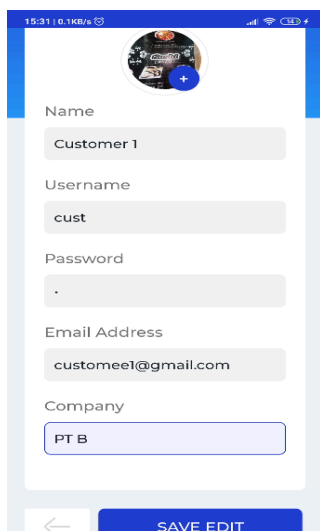 15:31 | 0.1KB/s
14
Name
Customer 1
Username
cust
Password
Email Address
customee1@gmail.com
Company
PT B
SAVE EDIT